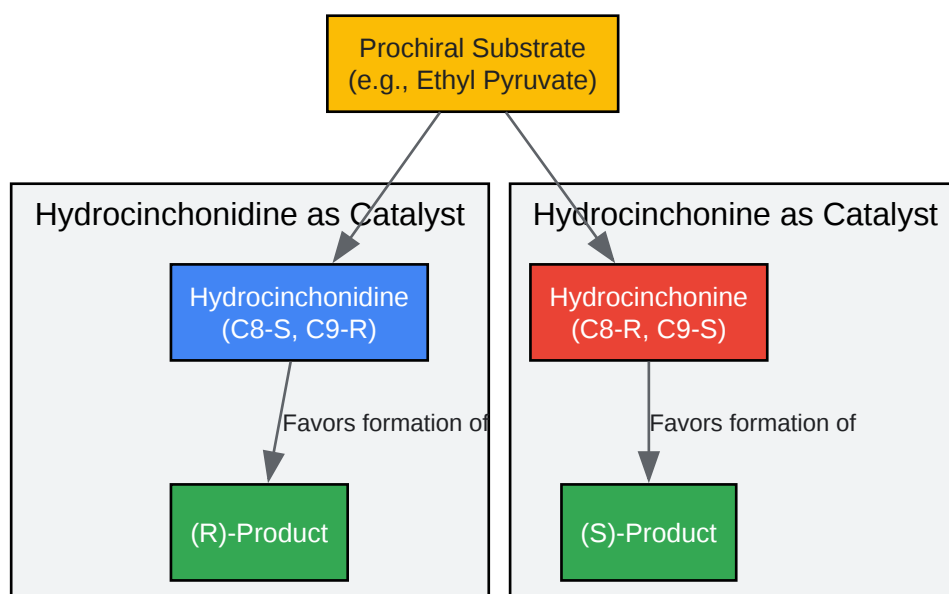 Prochiral Substrate
(e.g., Ethyl Pyruvate)
Hydrocinchonidine as Catalyst
Hydrocinchonidine
(C8-S, C9-R)
Favors formation of
(R)-Product
Hydrocinchonine as Catalyst
Hydrocinchonine
(C8-R, C9-S)
Favors formation of
(S)-Product